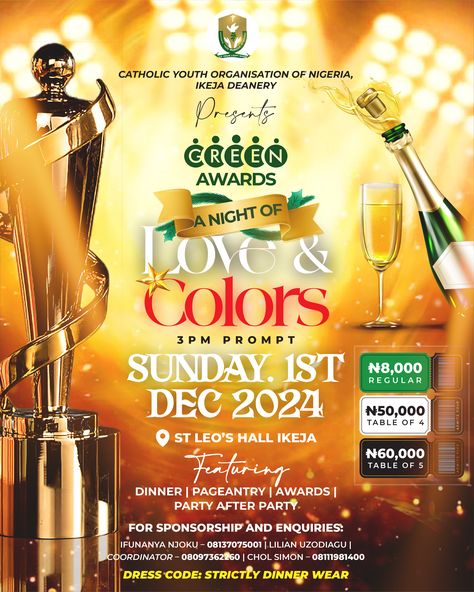 CATHOLIC YOUTH ORGANISATION OF NIGERIA,
IKEJA DEANERY
Presents
CREEN
AWARDS
A NIGHT OF
Love &
Colors
3PM PROMPT
SUNDAY. 1ST
DEC 2024
ST LEO'S HALL IKEJA
Featuring
DINNER | PAGEANTRY | AWARDS |
PARTY AFTER PARTY
₦8,000
REGULAR
₦50,000
TABLE OF 4
₦60,000
TABLE OF 5
FOR SPONSORSHIP AND ENQUIRIES:
IFUNANYA NJOKU – 08137075001 | LILIAN UZODIAGU |
COORDINATOR – 08097362260 | CHOL SIMON – 08111981400
DRESS CODE: STRICTLY DINNER WEAR